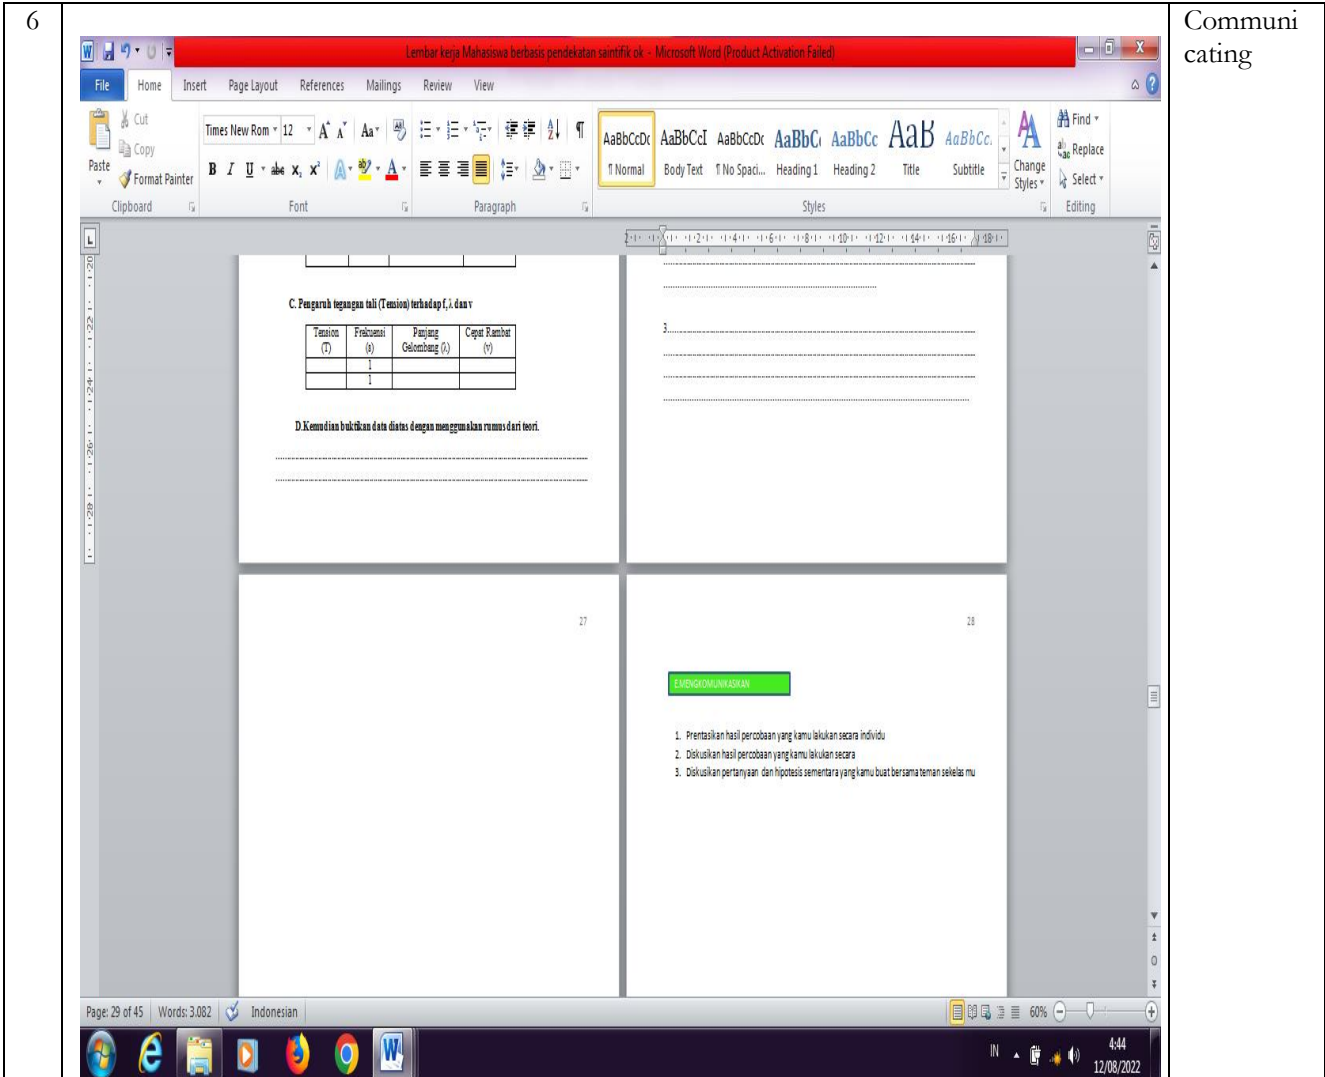 6
Communi
cating
Lembar kerja Mahasiswa berbasis pendekatan saintifik ok - Microsoft Word (Product Activation Failed)
File Home Insert Page Layout References Mailings Review View
Cut
Copy
Format Painter
Paste
Times New Rom 12
AaBbCcDc AaBbCcI AaBbCcDc AaBbC AaBbCc AaB AaBbCc.
¶ Normal Body Text ¶ No Spaci... Heading 1 Heading 2 Title Subtitle
Change
Styles
Find
Replace
Select
Clipboard Font Paragraph Styles Editing
C. Pengaruh tegangan tali (Tension) terhadap f, λ dan v
Tension
(T)
Frekuensi
(s)
Panjang
Gelombang (λ)
Cepat Rambat
(v)
1
1
D.Kemudian buktikan data diatas dengan menggunakan rumus dari teori.
3
27
28
E.MENGKOMUNIKASIKAN
1. Prentasikan hasil percobaan yang kamu lakukan secara individu
2. Diskusikan hasil percobaan yang kamu lakukan secara
3. Diskusikan pertanyaan dan hipotesis sementara yang kamu buat bersama teman sekelas mu
Page: 29 of 45 Words: 3.082 Indonesian 60%
IN
4:44
12/08/2022